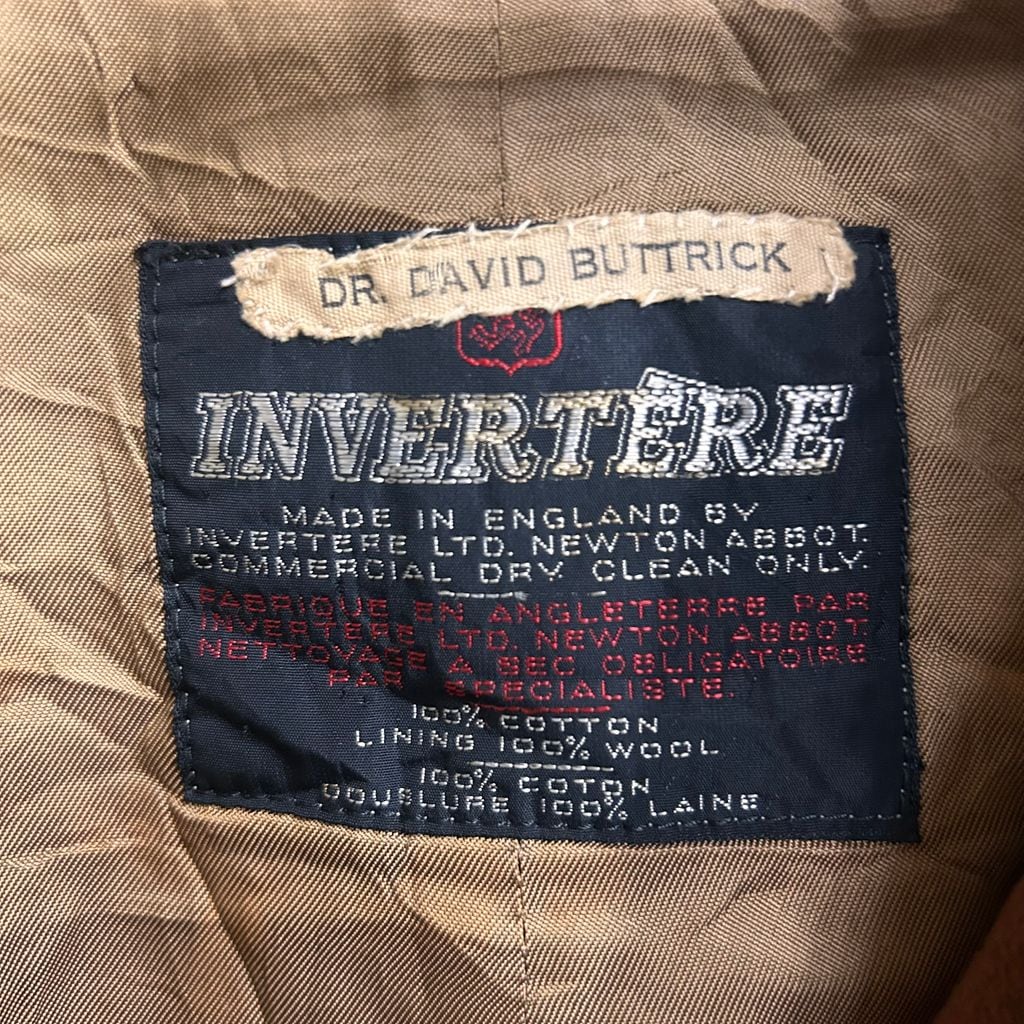 DR. DAVID BUTTRICK
INVERTÈRE
MADE IN ENGLAND BY
INVERTERE LTD. NEWTON ABBOT.
COMMERCIAL DRY CLEAN ONLY.
FABRIQUE EN ANGLETERRE PAR
INVERTERE LTD. NEWTON ABBOT.
NETTOYAGE A SEC OBLIGATOIRE
PAR SPECIALISTE.
100% COTTON
LINING 100% WOOL
100% COTON
DOUBLURE 100% LAINE